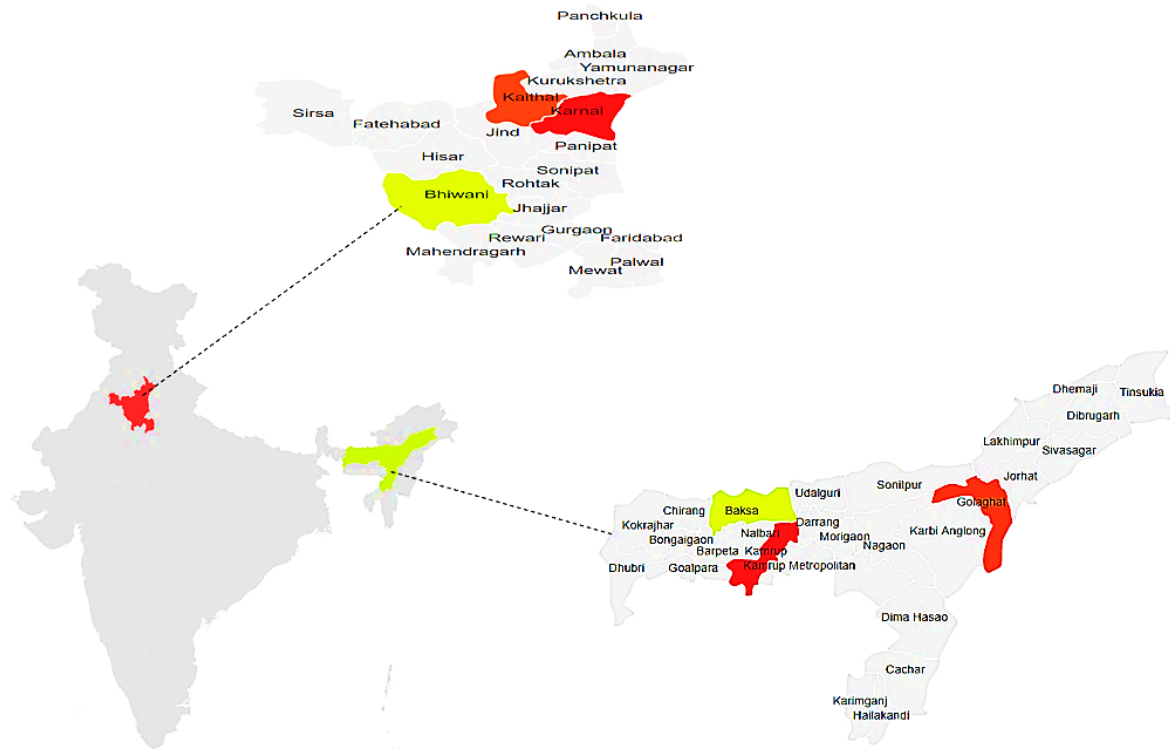 Panchkula
Ambala
Yamunanagar
Kurukshetra
Kaithal
Karnal
Sirsa
Fatehabad
Jind
Panipat
Hisar
Sonipat
Rohtak
Bhiwani
Jhajjar
Gurgaon
Rewari
Faridabad
Mahendragarh
Palwal
Mewat
Dhemaji
Tinsukia
Dibrugarh
Lakhimpur
Sivasagar
Jorhat
Sonilpur
Udalguri
Golaghat
Chirang
Baksa
Kokrajhar
Darrang
Nalbari
Karbi Anglong
Bongaigaon
Morigaon
Nagaon
Barpeta
Kamrup
Dhubri
Goalpara
Kamrup Metropolitan
Dima Hasao
Cachar
Karimganj
Hailakandi